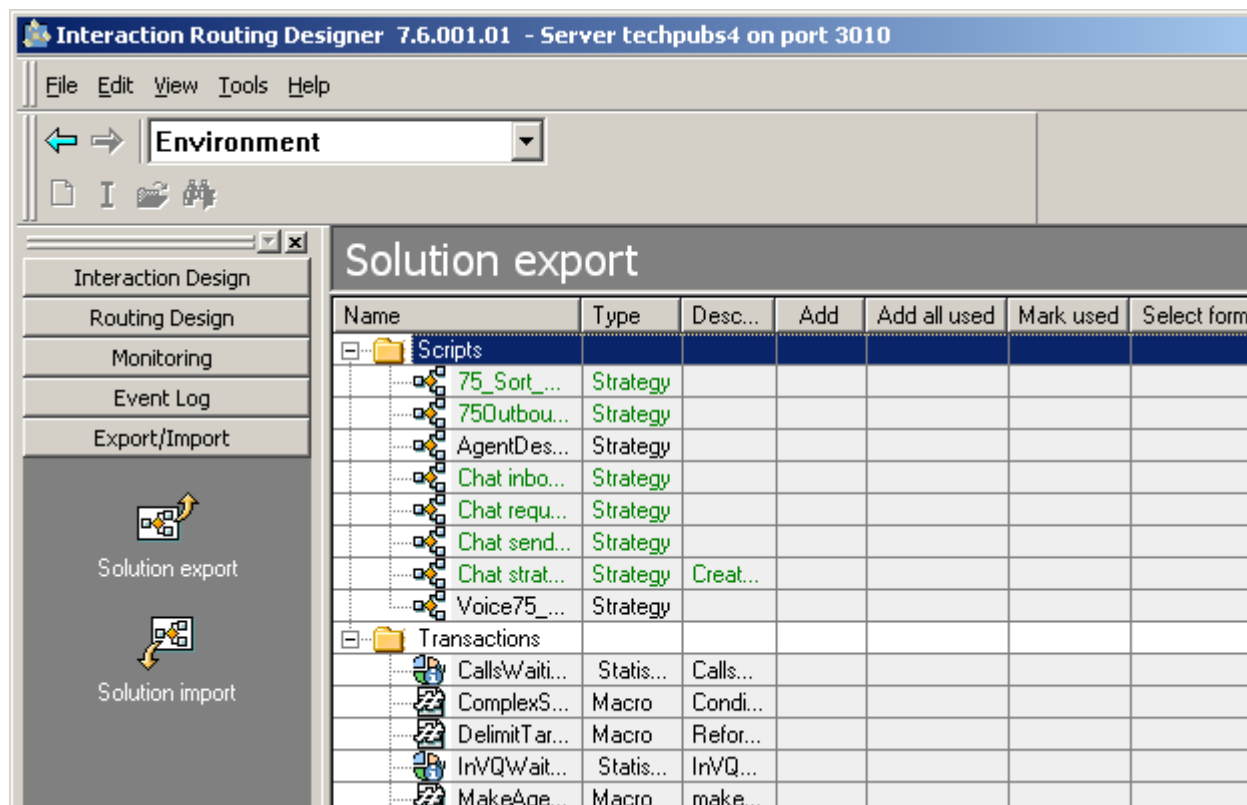 Interaction Routing Designer 7.6.001.01 - Server techpubs4 on port 3010
File Edit View Tools Help
Environment
Interaction Design
Routing Design
Monitoring
Event Log
Export/Import
Solution export
Solution import
Solution export
Name Type Desc... Add Add all used Mark used Select form
Scripts
75_Sort_... Strategy
75Outbou... Strategy
AgentDes... Strategy
Chat inbo... Strategy
Chat requ... Strategy
Chat send... Strategy
Chat strat... Strategy Creat...
Voice75_... Strategy
Transactions
CallsWaiti... Statis... Calls...
ComplexS... Macro Condi...
DelimitTar... Macro Refor...
InVQWait... Statis... InVQ...
MakeAge... Macro make...